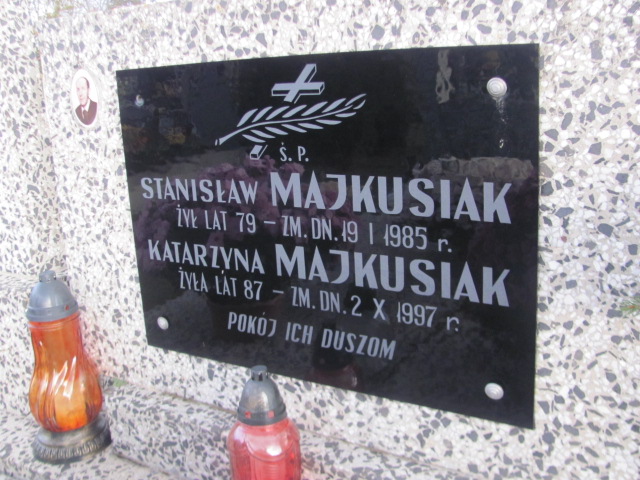 Ś. P.
STANISŁAW MAJKUSIAK
ŻYŁ LAT 79 – ZM. DN. 19 I 1985 r.
KATARZYNA MAJKUSIAK
ŻYŁA LAT 87 – ZM. DN. 2 X 1997 r.
POKÓJ ICH DUSZOM